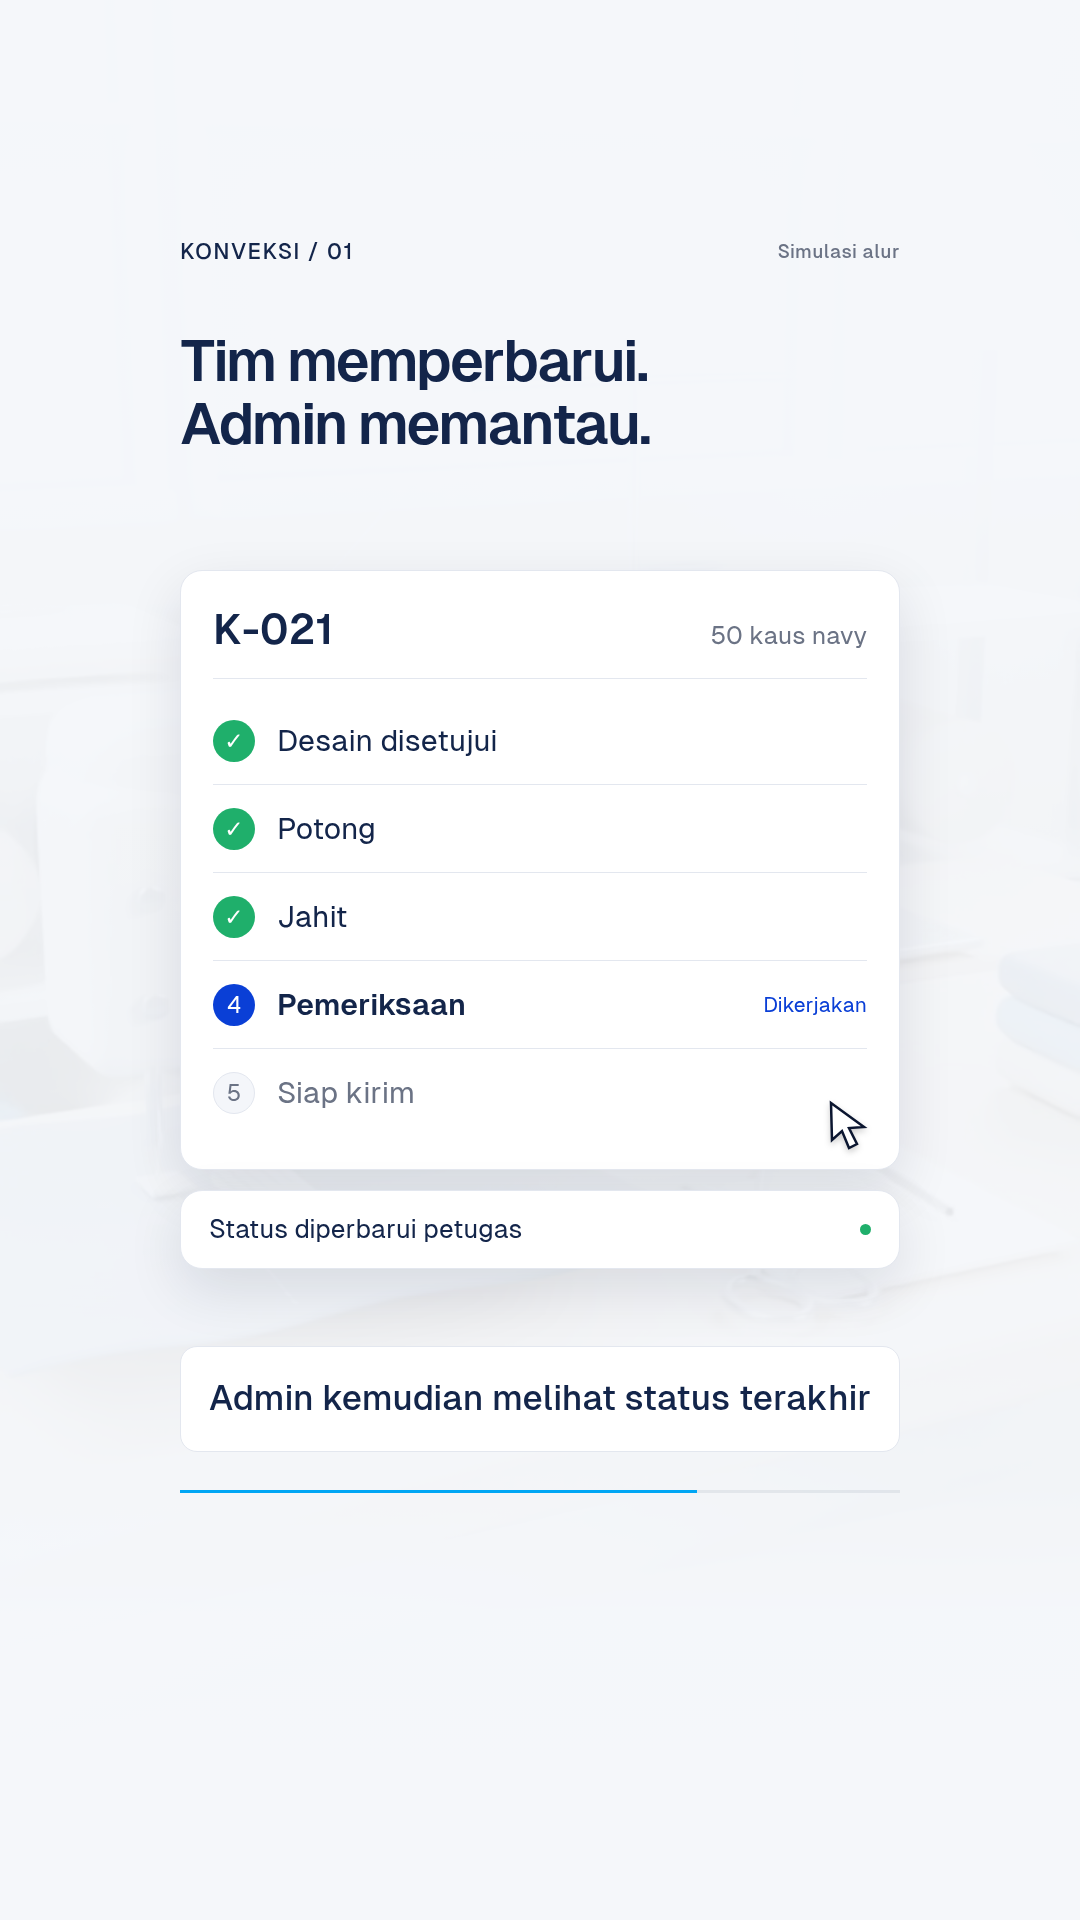 KONVEKSI / 01
Simulasi alur
Tim memperbarui.
Admin memantau.
K-021
50 kaus navy
✓ Desain disetujui
✓ Potong
✓ Jahit
4 Pemeriksaan
Dikerjakan
5 Siap kirim
Status diperbarui petugas
Admin kemudian melihat status terakhir